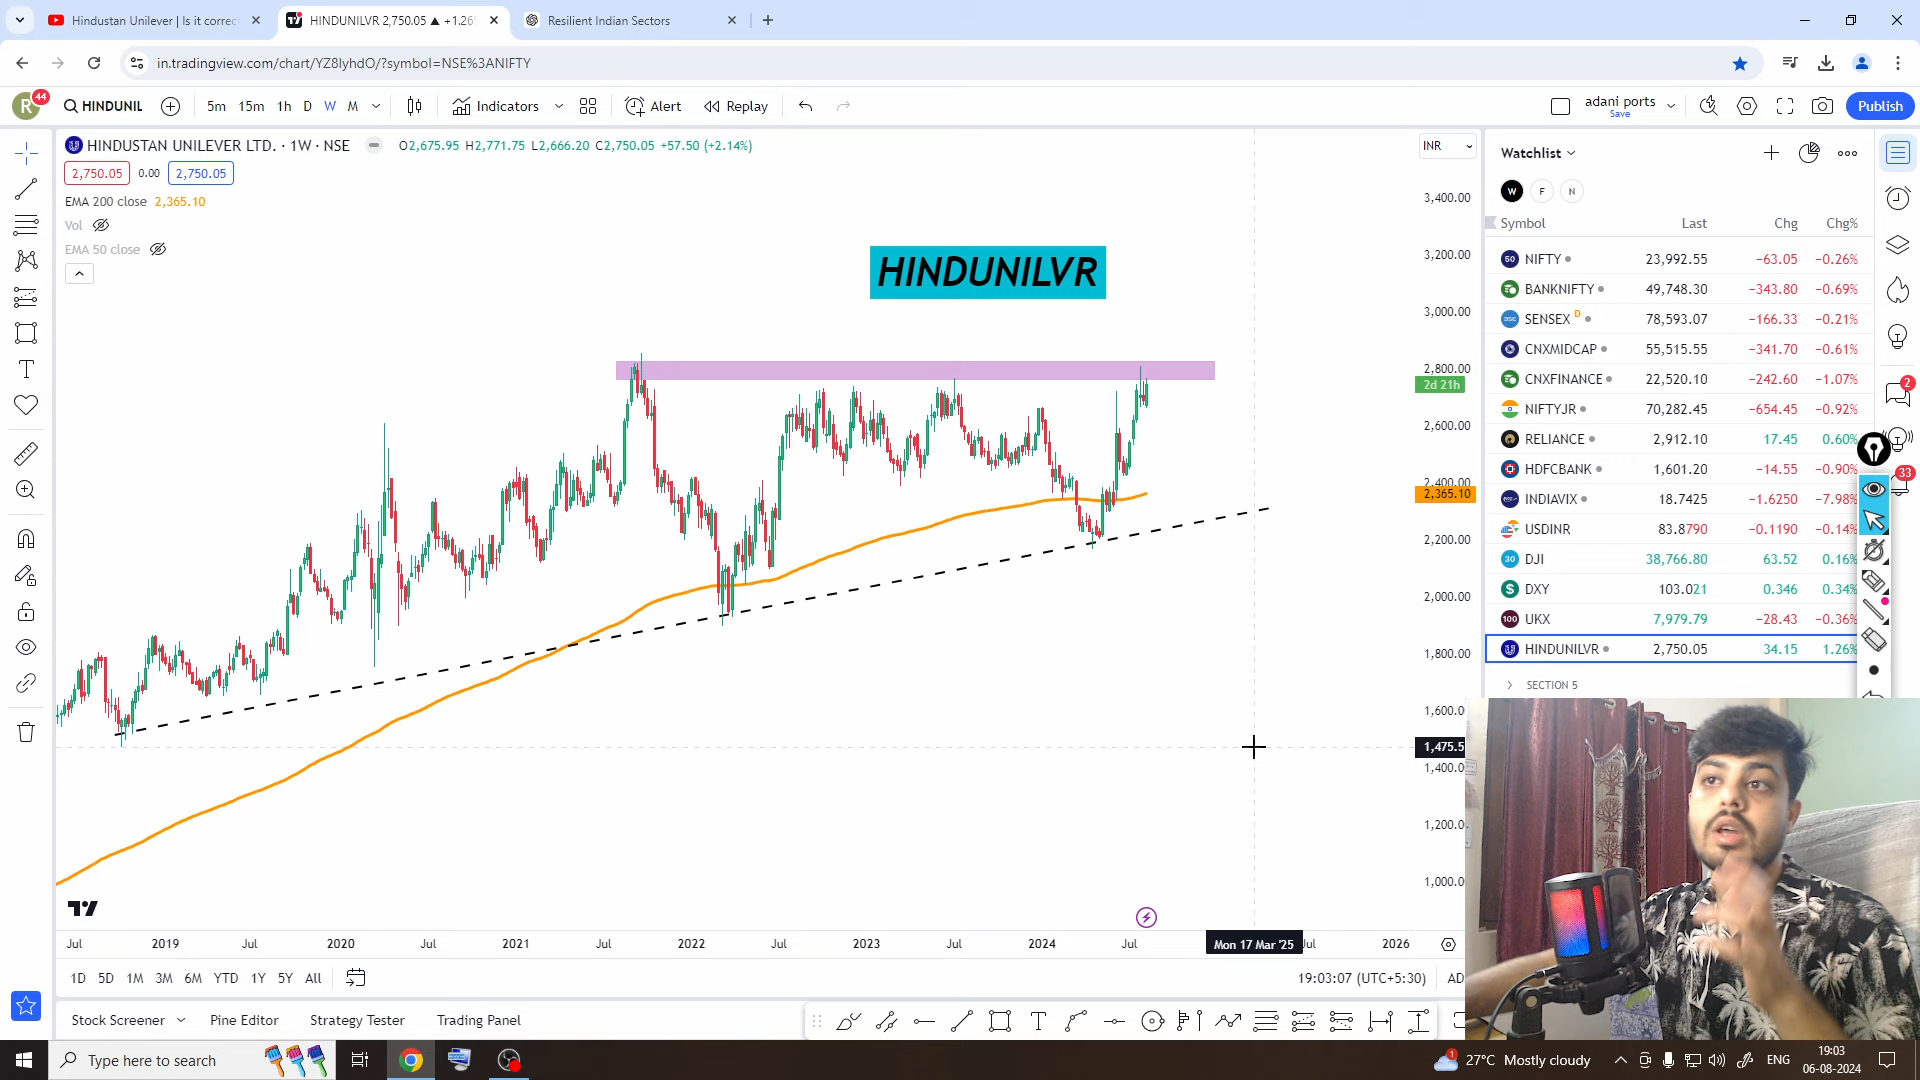 Hindustan Unilever | Is it correc
HINDUNILVR 2,750.05 ▲ +1.26
Resilient Indian Sectors
in.tradingview.com/chart/YZ8IyhdO/?symbol=NSE%3ANIFTY
R 44
HINDUNIL
5m 15m 1h D W M
Indicators
Alert
Replay
adani ports
Save
Publish
HINDUSTAN UNILEVER LTD. · 1W · NSE
O2,675.95 H2,771.75 L2,666.20 C2,750.05 +57.50 (+2.14%)
2,750.05 0.00 2,750.05
EMA 200 close 2,365.10
Vol
EMA 50 close
HINDUNILVR
INR
3,400.00
3,200.00
3,000.00
2,800.00
2d 21h
2,600.00
2,400.00
2,365.10
2,200.00
2,000.00
1,800.00
1,600.00
1,475.5
1,400.0
1,200.0
1,000.0
Jul 2019 Jul 2020 Jul 2021 Jul 2022 Jul 2023 Jul 2024 Jul Mon 17 Mar '25 Jul 2026
1D 5D 1M 3M 6M YTD 1Y 5Y All
19:03:07 (UTC+5:30) AD
Stock Screener Pine Editor Strategy Tester Trading Panel
Watchlist
W F N
Symbol Last Chg Chg%
50 NIFTY 23,992.55 −63.05 −0.26%
BANKNIFTY 49,748.30 −343.80 −0.69%
SENSEX D 78,593.07 −166.33 −0.21%
CNXMIDCAP 55,515.55 −341.70 −0.61%
CNXFINANCE 22,520.10 −242.60 −1.07%
NIFTYJR 70,282.45 −654.45 −0.92%
RELIANCE 2,912.10 17.45 0.60%
HDFCBANK 1,601.20 −14.55 −0.90%
INDIAVIX 18.7425 −1.6250 −7.98%
USDINR 83.8790 −0.1190 −0.14%
30 DJI 38,766.80 63.52 0.16%
$ DXY 103.021 0.346 0.34%
100 UKX 7,979.79 −28.43 −0.36%
HINDUNILVR 2,750.05 34.15 1.26%
SECTION 5
2
33
Type here to search
1
27°C Mostly cloudy
ENG
19:03
06-08-2024